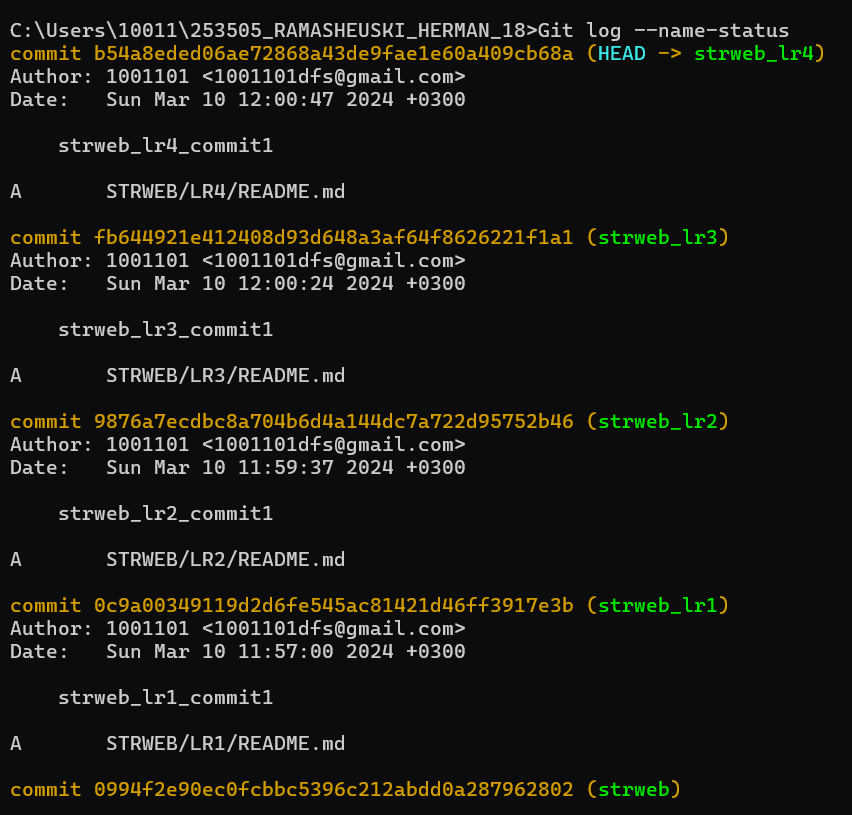 C:\Users\10011\253505_RAMASHEUSKI_HERMAN_18>Git log --name-status
commit b54a8eded06ae72868a43de9fae1e60a409cb68a (HEAD -> strweb_lr4)
Author: 1001101 <1001101dfs@gmail.com>
Date:   Sun Mar 10 12:00:47 2024 +0300

    strweb_lr4_commit1

A       STRWEB/LR4/README.md

commit fb644921e412408d93d648a3af64f8626221f1a1 (strweb_lr3)
Author: 1001101 <1001101dfs@gmail.com>
Date:   Sun Mar 10 12:00:24 2024 +0300

    strweb_lr3_commit1

A       STRWEB/LR3/README.md

commit 9876a7ecdbc8a704b6d4a144dc7a722d95752b46 (strweb_lr2)
Author: 1001101 <1001101dfs@gmail.com>
Date:   Sun Mar 10 11:59:37 2024 +0300

    strweb_lr2_commit1

A       STRWEB/LR2/README.md

commit 0c9a00349119d2d6fe545ac81421d46ff3917e3b (strweb_lr1)
Author: 1001101 <1001101dfs@gmail.com>
Date:   Sun Mar 10 11:57:00 2024 +0300

    strweb_lr1_commit1

A       STRWEB/LR1/README.md

commit 0994f2e90ec0fcbbc5396c212abdd0a287962802 (strweb)